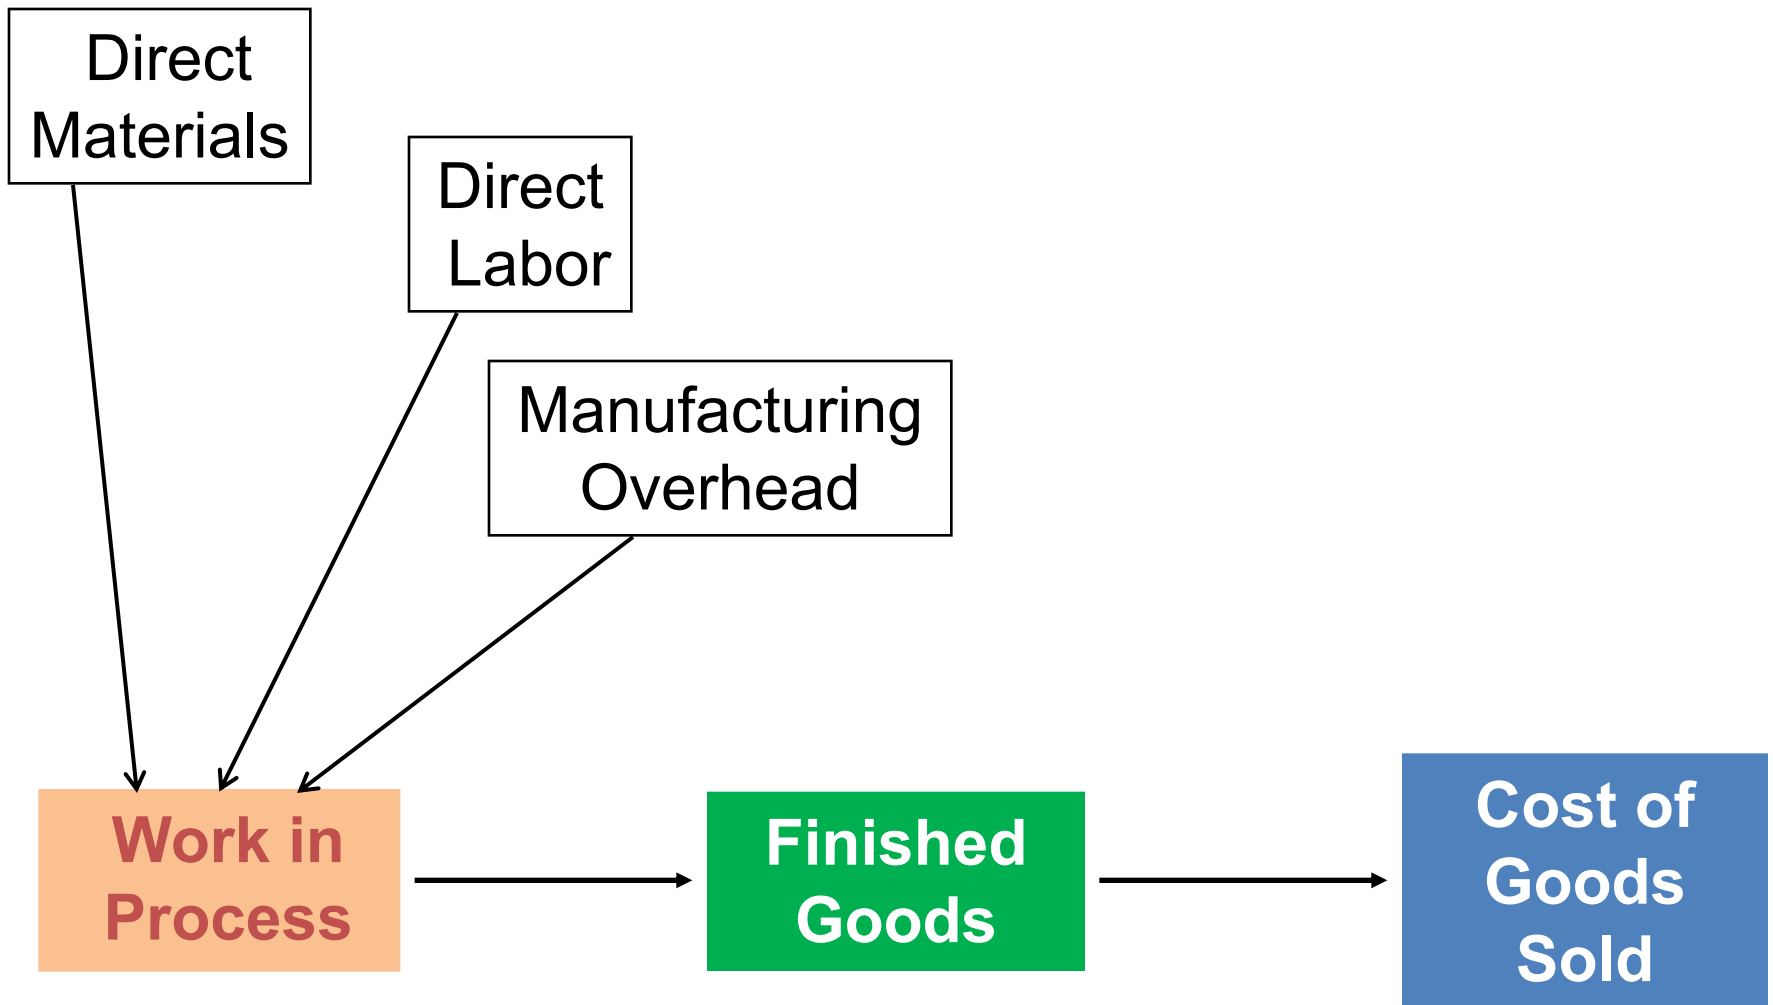 Direct
Materials
Direct
Labor
Manufacturing
Overhead
Work in
Process
Finished
Goods
Cost of
Goods
Sold